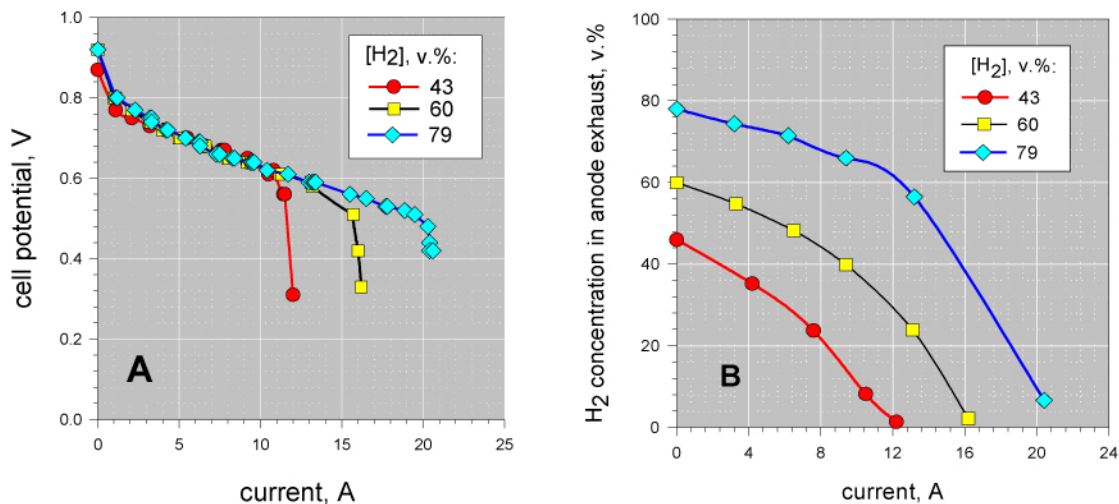 cell potential, V
1.0
0.8
0.6
0.4
0.2
0.0
[H2], v.%:
43
60
79
A
0 5 10 15 20 25
current, A
H2 concentration in anode exhaust, v.%
100
80
60
40
20
0
[H2], v.%:
43
60
79
B
0 4 8 12 16 20 24
current, A